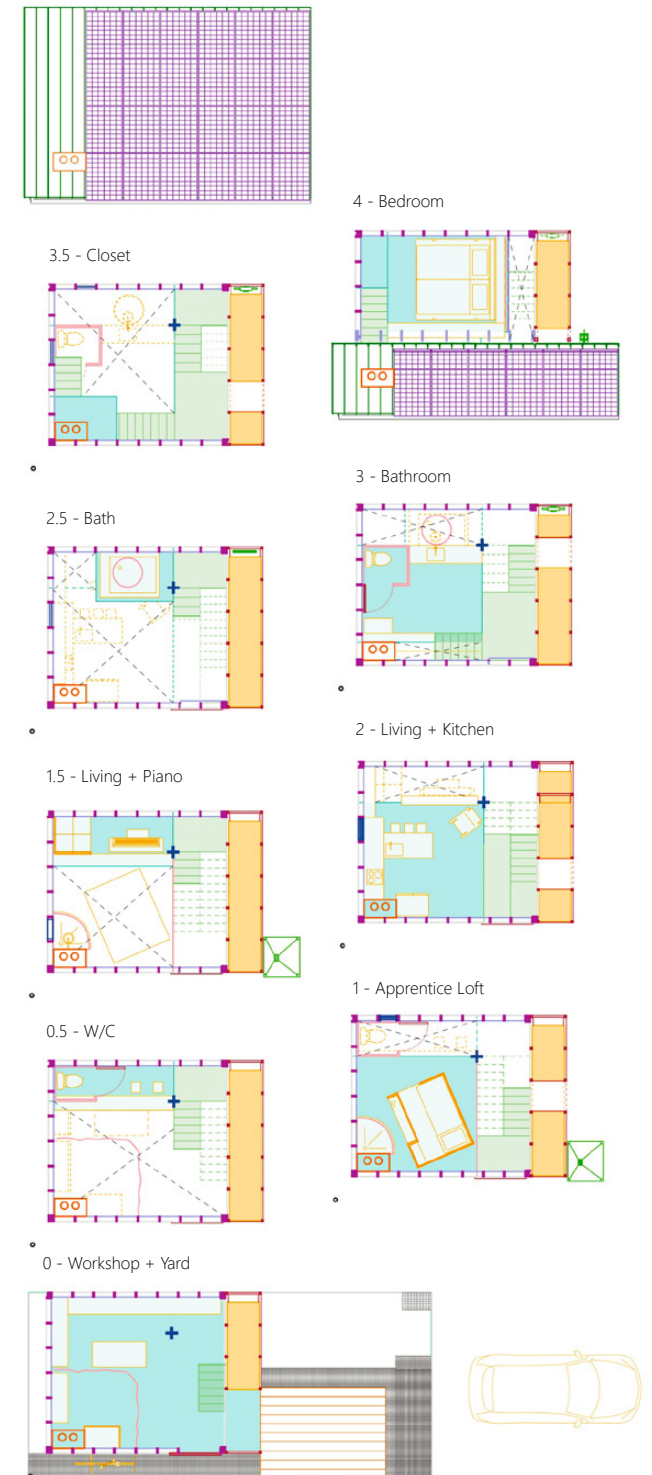 4 - Bedroom
3.5 - Closet
3 - Bathroom
2.5 - Bath
2 - Living + Kitchen
1.5 - Living + Piano
1 - Apprentice Loft
0.5 - W/C
0 - Workshop + Yard